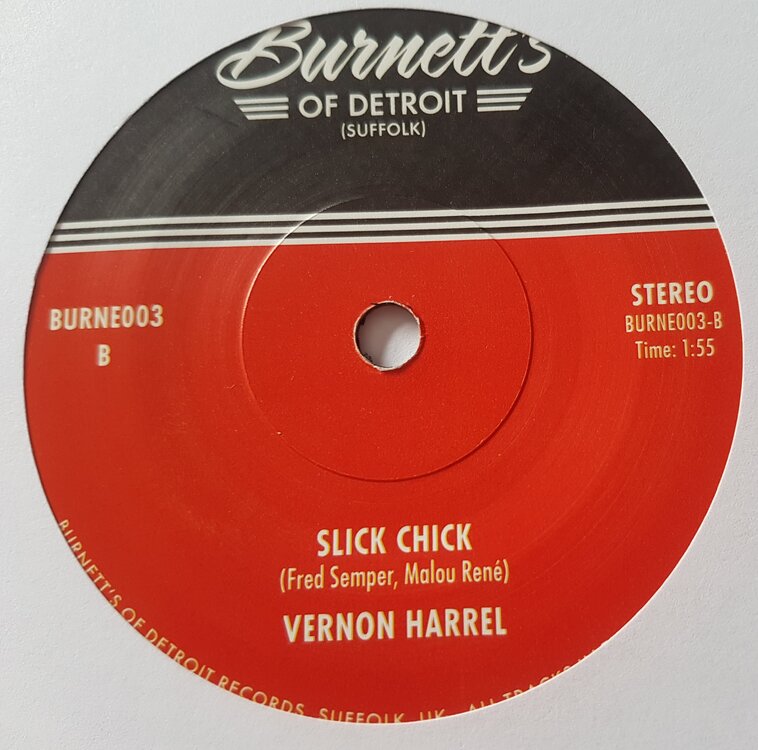 Burnett's
OF DETROIT
(SUFFOLK)
BURNE003
B
STEREO
BURNE003-B
Time: 1:55
SLICK CHICK
(Fred Semper, Malou René)
VERNON HARREL
BURNETT'S OF DETROIT RECORDS, SUFFOLK, UK. ALL TRACKS